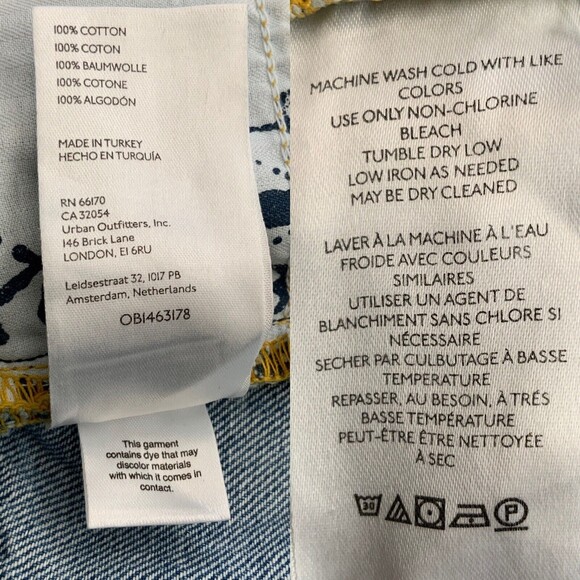 100% COTTON
100% COTON
100% BAUMWOLLE
100% COTONE
100% ALGODÓN
MADE IN TURKEY
HECHO EN TURQUÍA
RN 66170
CA 32054
Urban Outfitters, Inc.
146 Brick Lane
LONDON, E1 6RU
Leidsestraat 32, 1017 PB
Amsterdam, Netherlands
OB1463178
This garment
contains dye that may
discolor materials
with which it comes in
contact.
MACHINE WASH COLD WITH LIKE
COLORS
USE ONLY NON-CHLORINE
BLEACH
TUMBLE DRY LOW
LOW IRON AS NEEDED
MAY BE DRY CLEANED
LAVER À LA MACHINE À L'EAU
FROIDE AVEC COULEURS
SIMILAIRES
UTILISER UN AGENT DE
BLANCHIMENT SANS CHLORE SI
NÉCESSAIRE
SECHER PAR CULBUTAGE À BASSE
TEMPERATURE
REPASSER, AU BESOIN, À TRÉS
BASSE TEMPÉRATURE
PEUT-ÊTRE ÊTRE NETTOYÉE
À SEC
30 P